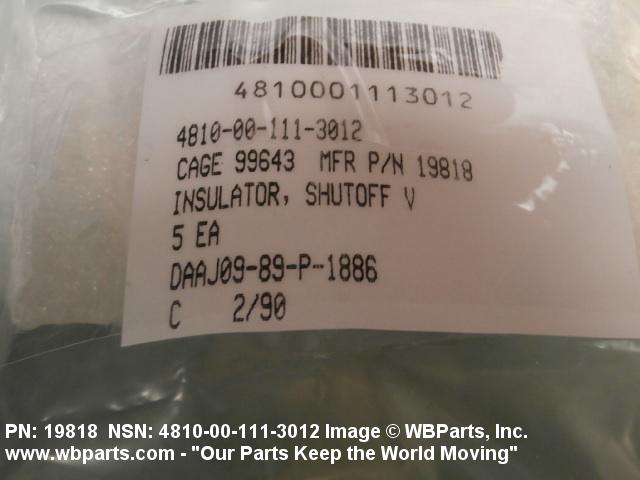 4810001113012
4810-00-111-3012
CAGE 99643 MFR P/N 19818
INSULATOR, SHUTOFF V
5 EA
DAAJ09-89-P-1886
C 2/90
PN: 19818 NSN: 4810-00-111-3012 Image © WBParts, Inc.
www.wbparts.com - "Our Parts Keep the World Moving"